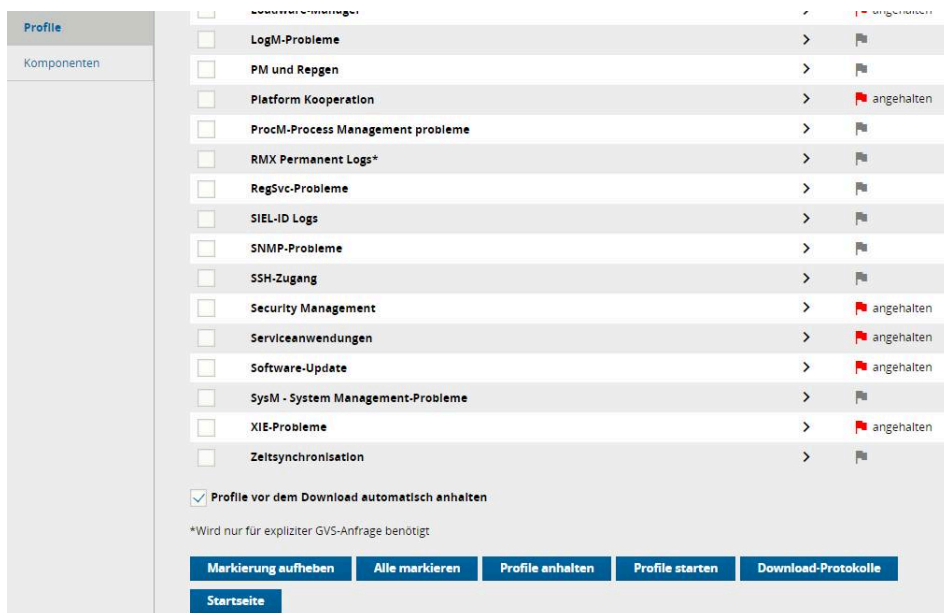 Profile
Komponenten
LogM-Probleme
PM und Repgen
Platform Kooperation angehalten
ProcM-Process Management probleme
RMX Permanent Logs*
RegSvc-Probleme
SIEL-ID Logs
SNMP-Probleme
SSH-Zugang
Security Management angehalten
Serviceanwendungen angehalten
Software-Update angehalten
SysM - System Management-Probleme
XIE-Probleme angehalten
Zeitsynchronisation
Profile vor dem Download automatisch anhalten
*Wird nur für expliziter GVS-Anfrage benötigt
Markierung aufheben Alle markieren Profile anhalten Profile starten Download-Protokolle
Startseite